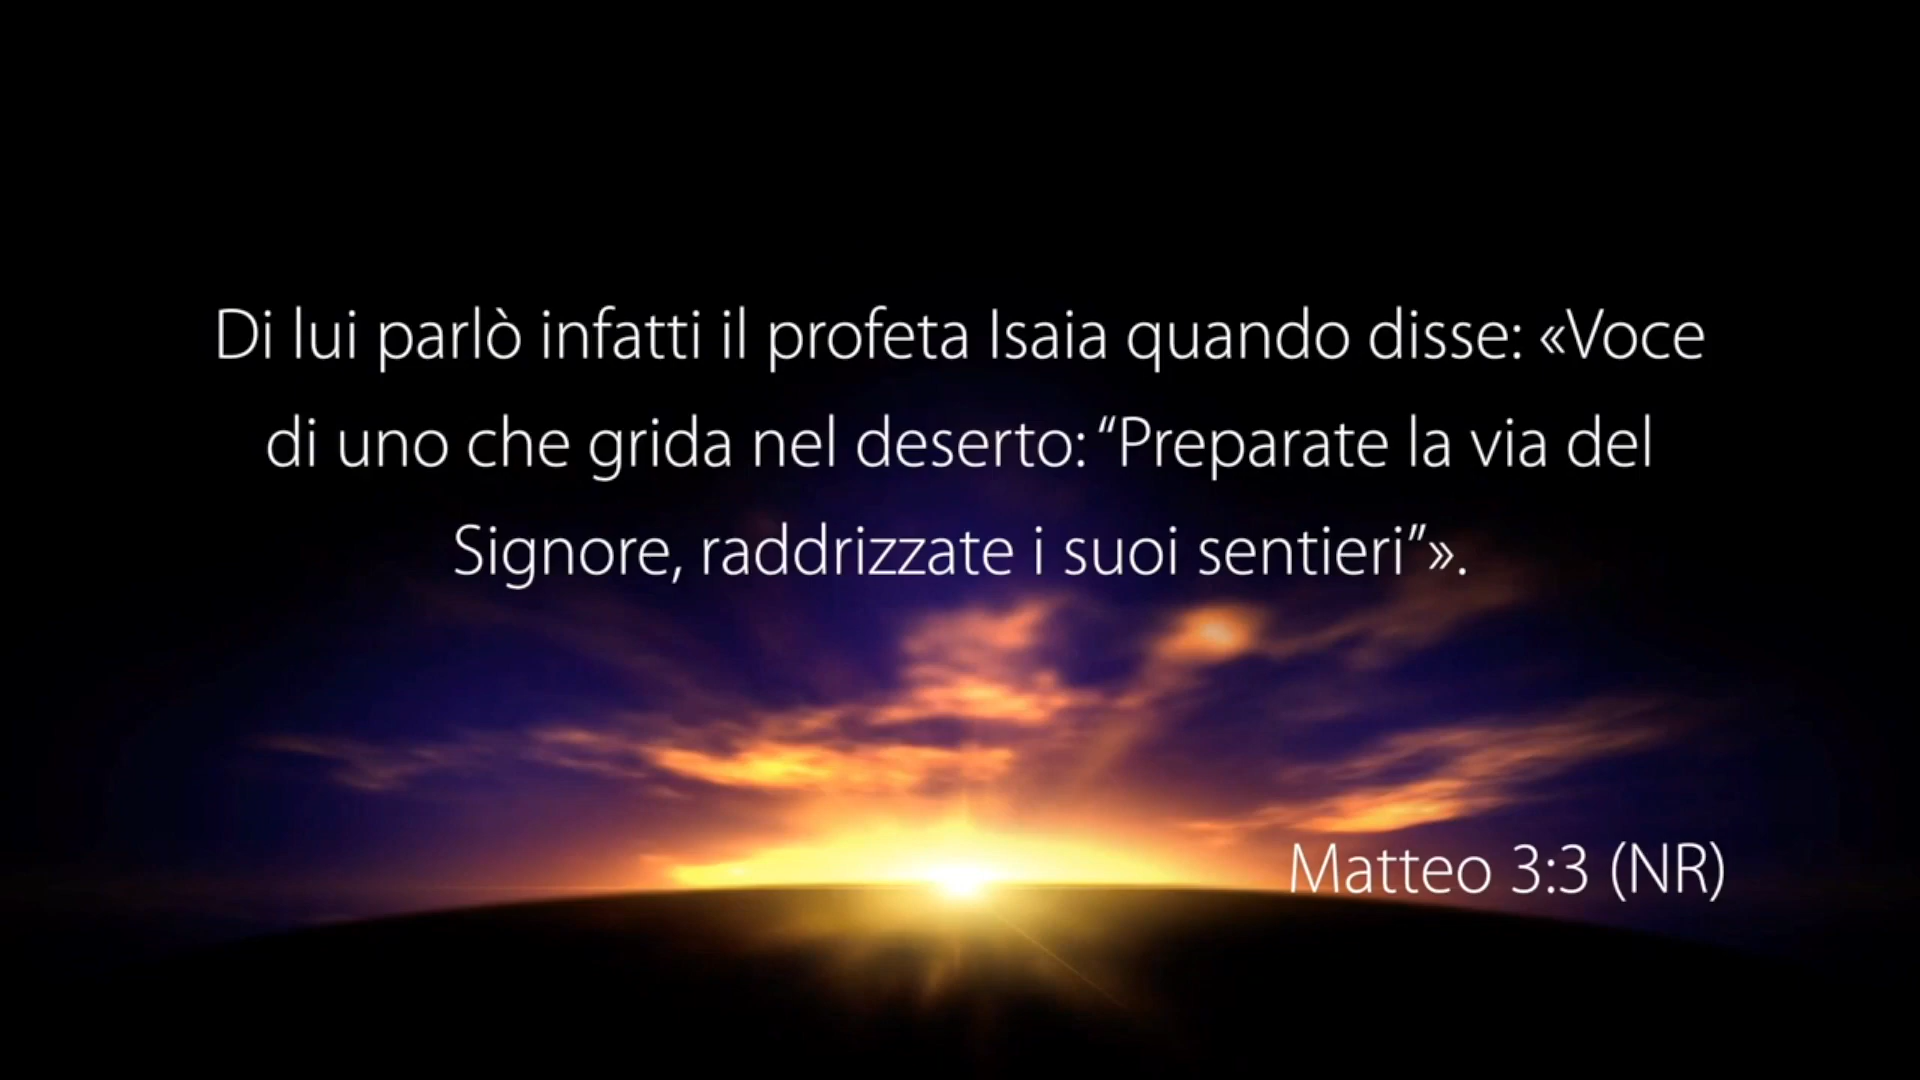 Di lui parlò infatti il profeta Isaia quando disse: «Voce
di uno che grida nel deserto: “Preparate la via del
Signore, raddrizzate i suoi sentieri”».
Matteo 3:3 (NR)